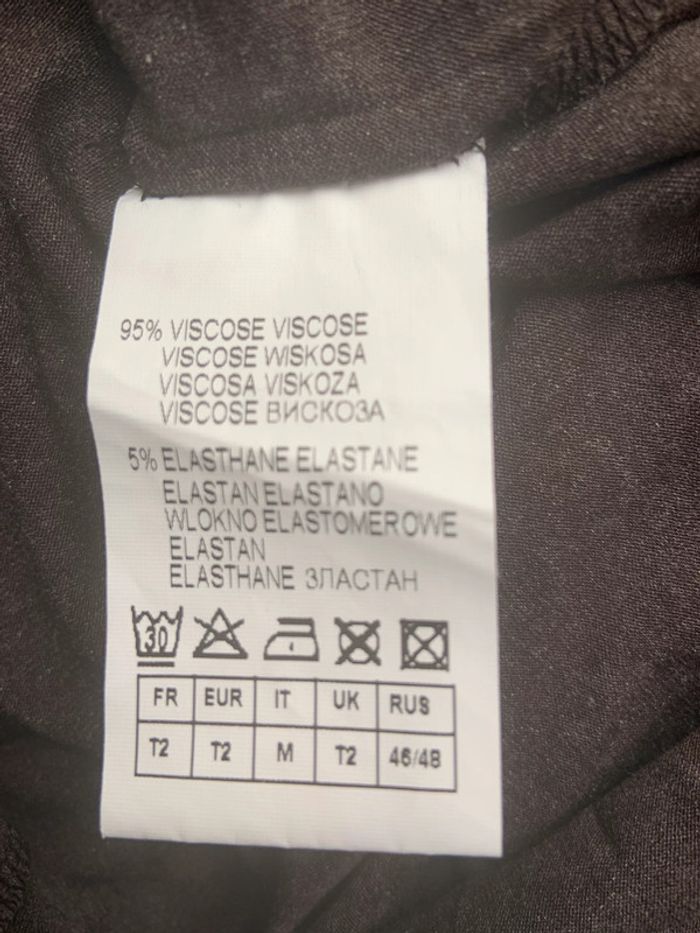 95% VISCOSE VISCOSE
VISCOSE WISKOSA
VISCOSA VISKOZA
VISCOSE ВИСКОЗА
5% ELASTHANE ELASTANE
ELASTAN ELASTANO
WLOKNO ELASTOMEROWE
ELASTAN
ELASTHANE ЗЛАСТАН
30
FR EUR IT UK RUS
T2 T2 M T2 46/48